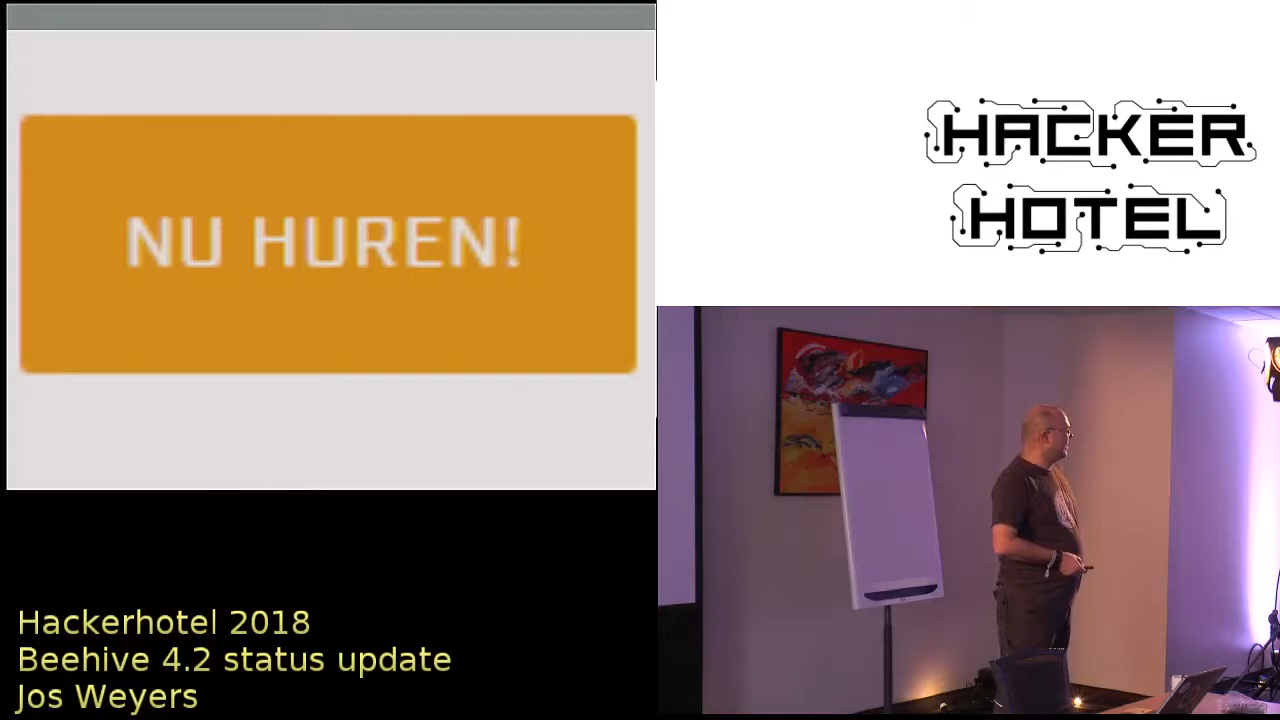 NU HUREN!
HACKER
HOTEL
Hackerhotel 2018
Beehive 4.2 status update
Jos Weyers